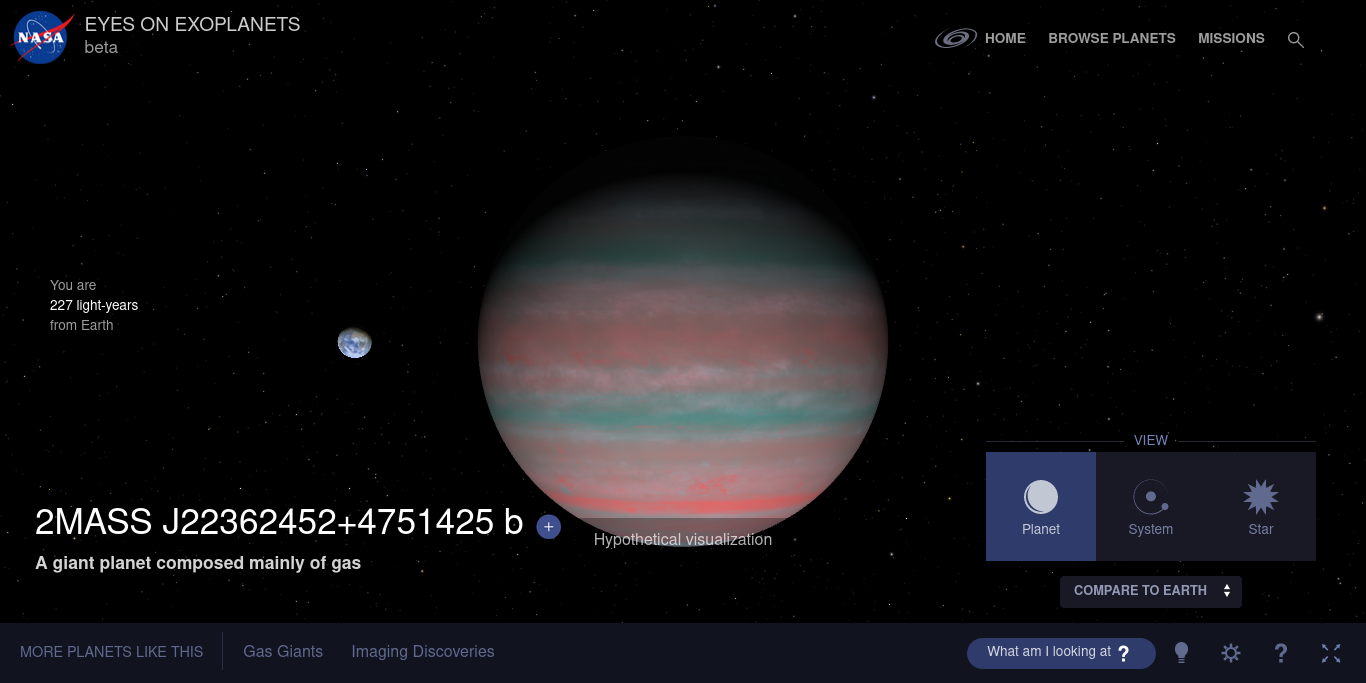 NASA
EYES ON EXOPLANETS
beta
HOME
BROWSE PLANETS
MISSIONS
You are
227 light-years
from Earth
VIEW
Planet
System
Star
2MASS J22362452+4751425 b +
A giant planet composed mainly of gas
Hypothetical visualization
COMPARE TO EARTH
MORE PLANETS LIKE THIS
Gas Giants
Imaging Discoveries
What am I looking at ?
?